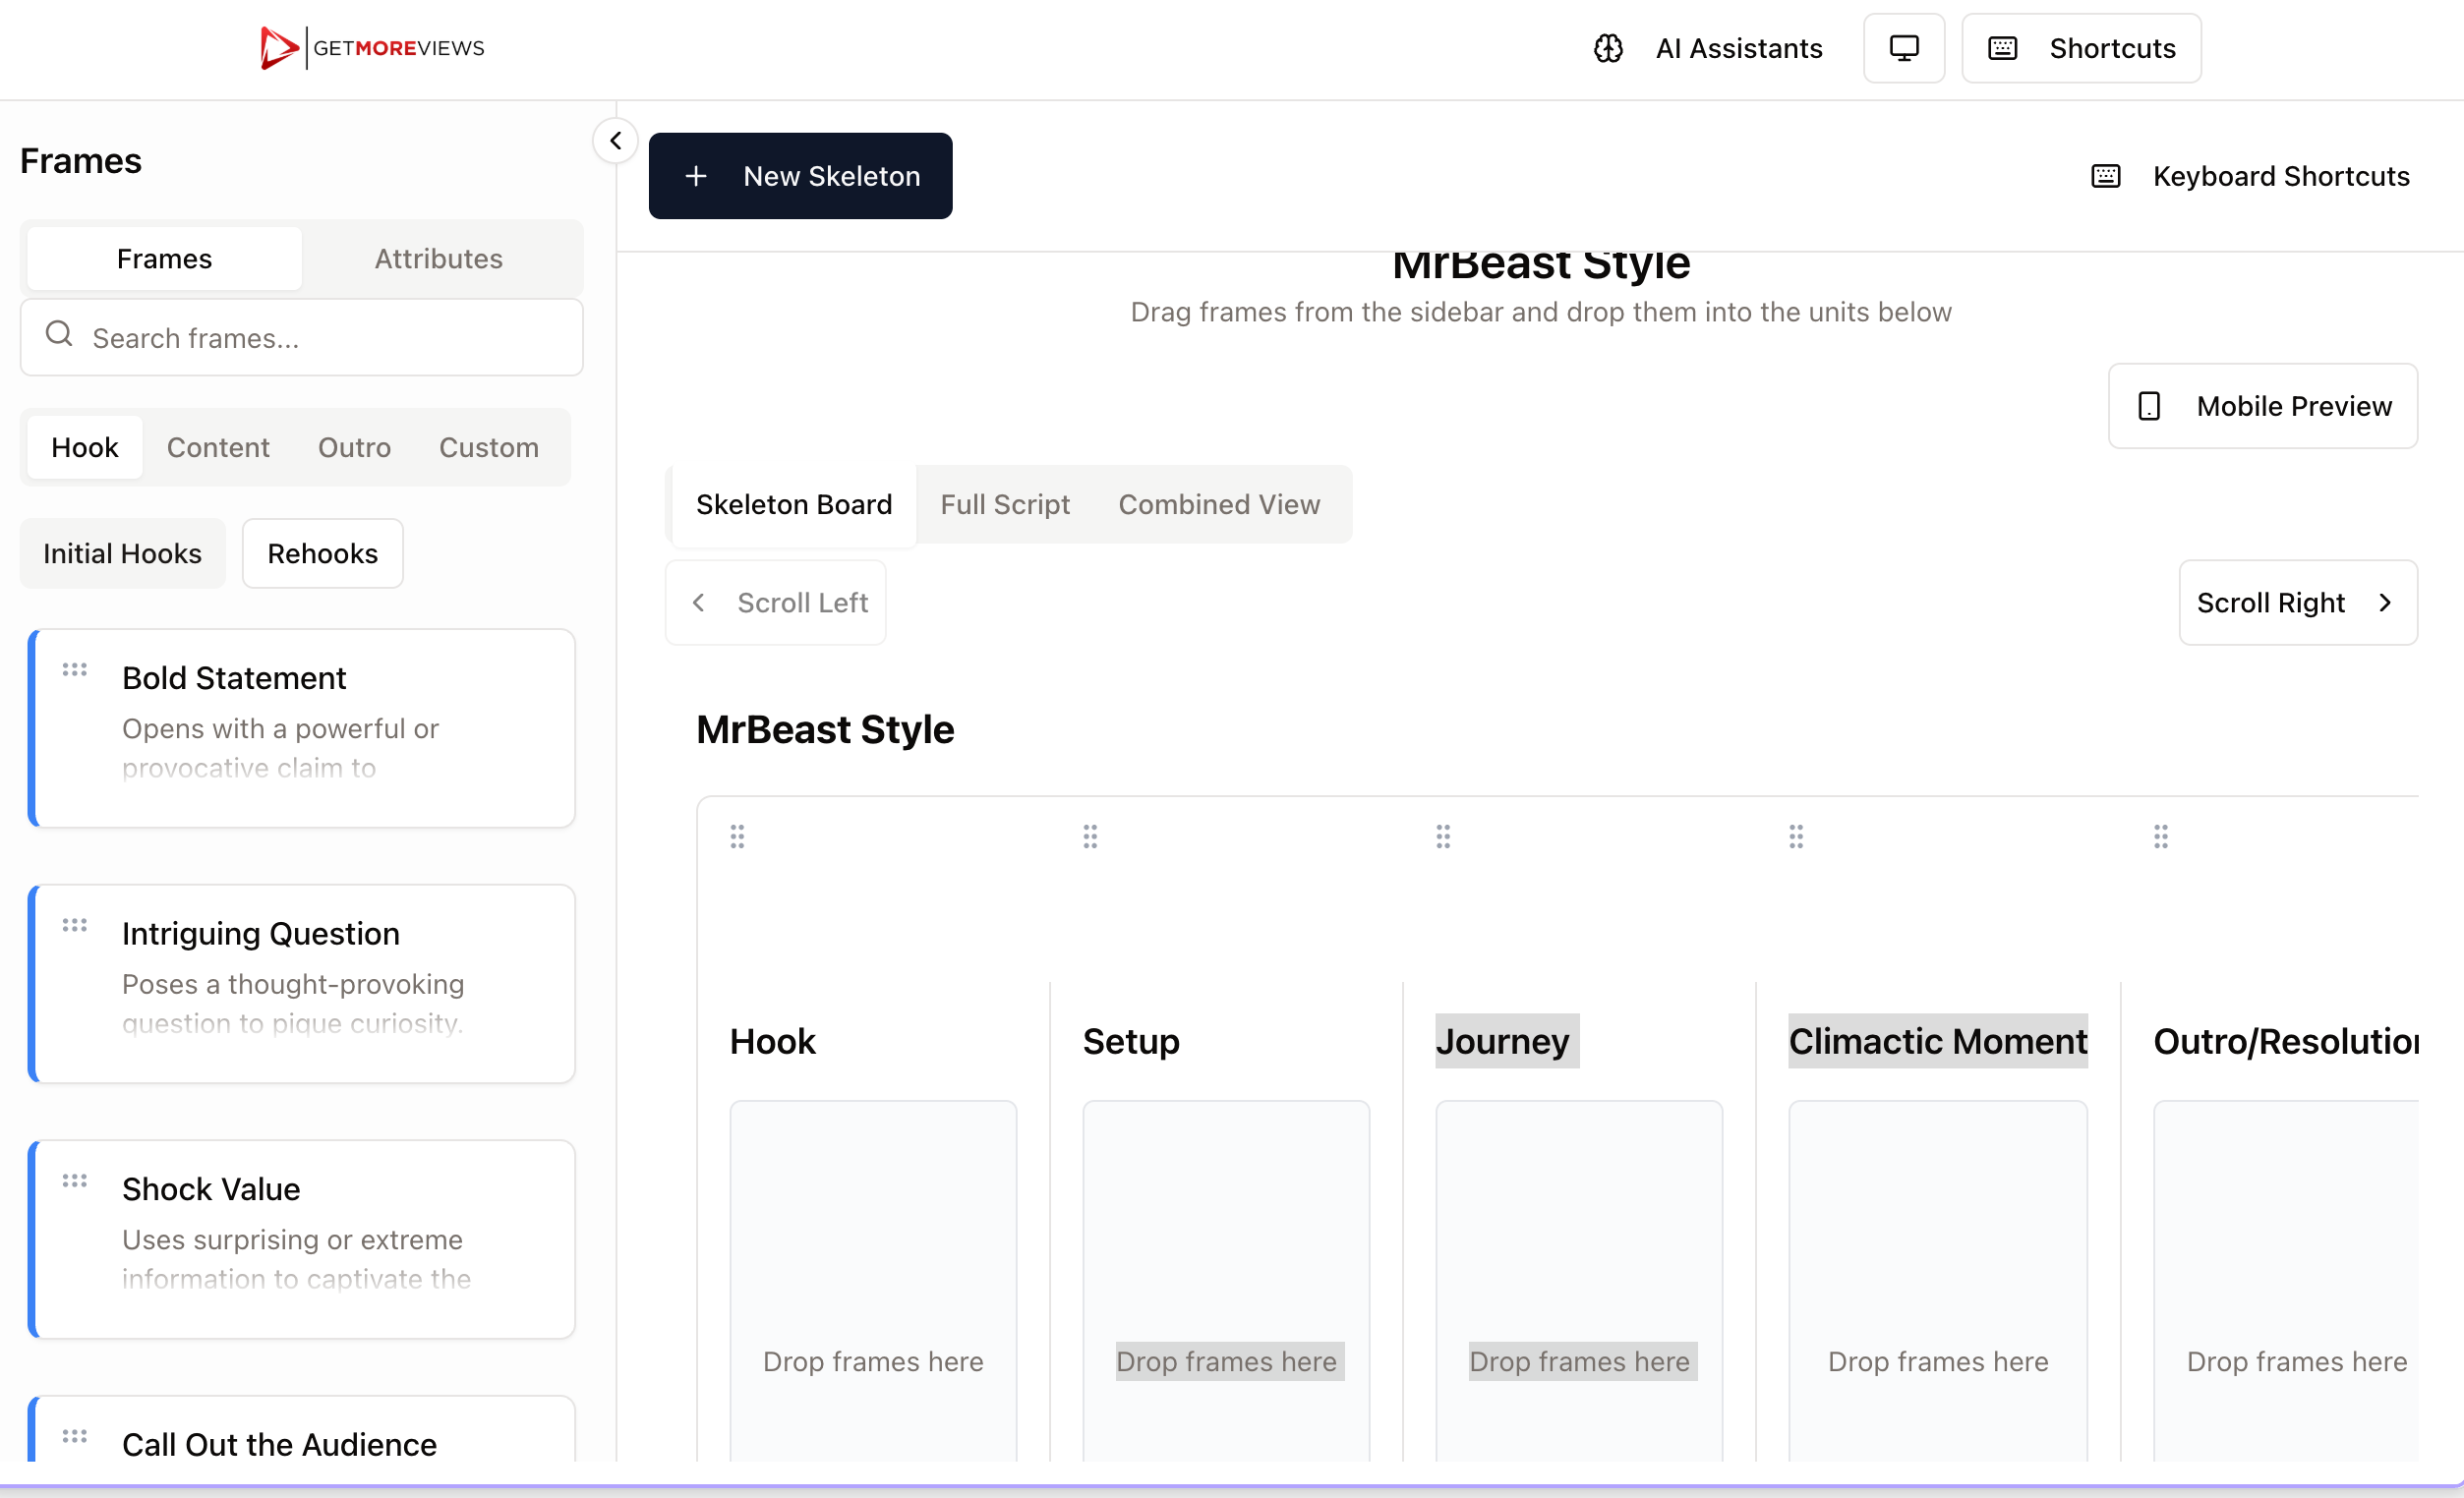 GETMOREVIEWS
AI Assistants
Shortcuts
Frames
Frames
Attributes
Search frames...
Hook
Content
Outro
Custom
Initial Hooks
Rehooks
Bold Statement
Opens with a powerful or
provocative claim to
Intriguing Question
Poses a thought-provoking
question to pique curiosity.
Shock Value
Uses surprising or extreme
information to captivate the
Call Out the Audience
New Skeleton
Keyboard Shortcuts
MrBeast Style
Drag frames from the sidebar and drop them into the units below
Mobile Preview
Skeleton Board
Full Script
Combined View
Scroll Left
Scroll Right
MrBeast Style
Hook
Setup
Journey
Climactic Moment
Outro/Resolution
Drop frames here
Drop frames here
Drop frames here
Drop frames here
Drop frames here